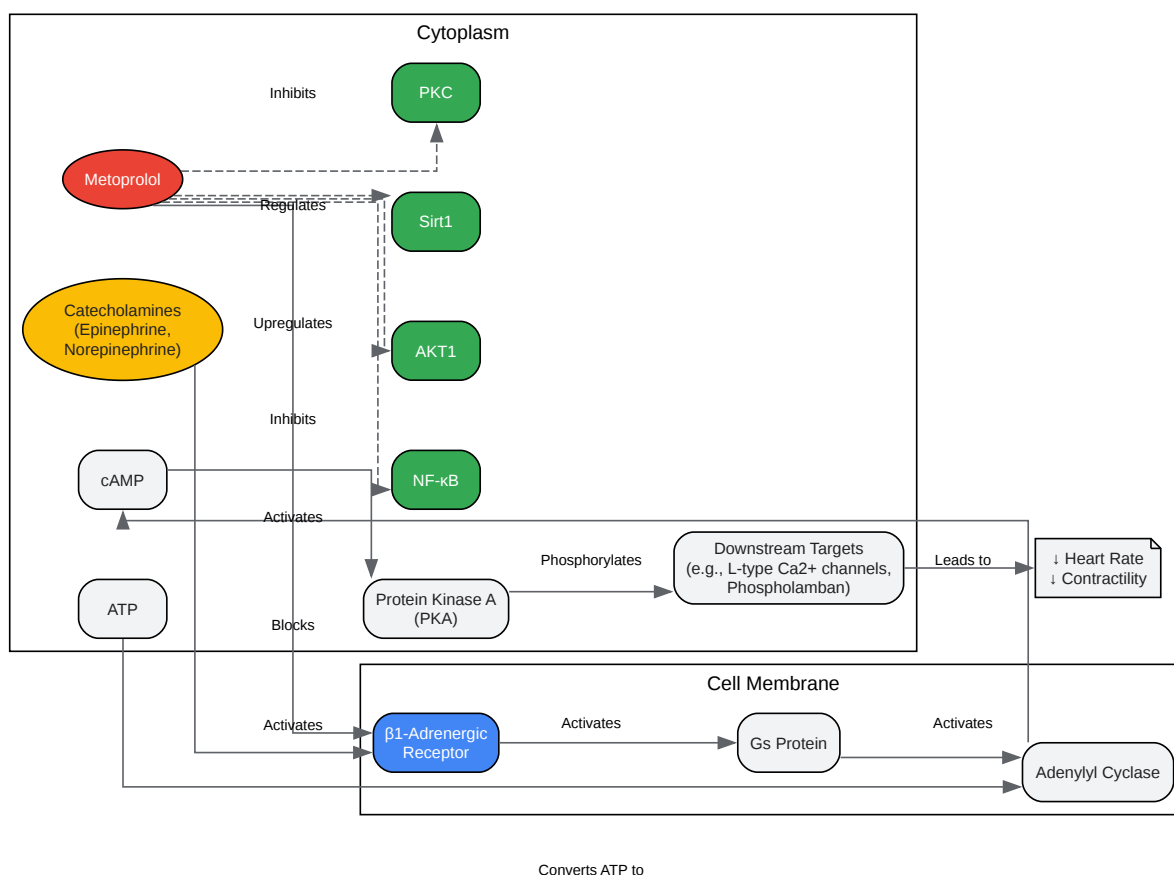 Cytoplasm
Inhibits
PKC
Metoprolol
Regulates
Sirt1
Catecholamines
(Epinephrine,
Norepinephrine)
Upregulates
AKT1
Inhibits
cAMP
NF-κB
Activates
Phosphorylates
Downstream Targets
(e.g., L-type Ca2+ channels,
Phospholamban)
Leads to
↓ Heart Rate
↓ Contractility
ATP
Protein Kinase A
(PKA)
Blocks
Cell Membrane
Activates
β1-Adrenergic
Receptor
Activates
Gs Protein
Activates
Adenylyl Cyclase
Converts ATP to